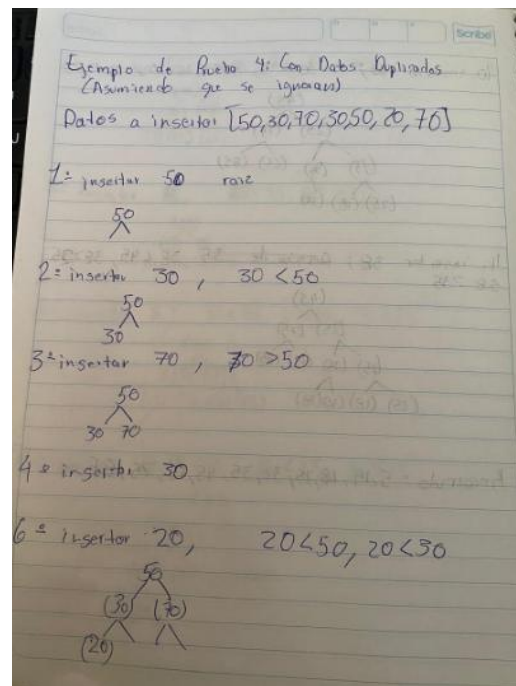 Scribe
Ejemplo de Prueba 4: Con Datos Duplicados
(Asumiendo que se ignoran)
Datos a insertar [50,30,70,30,50,20,70]
1= insertar 50 raiz
50
2= insertar 30, 30<50
50
30
3= insertar 70, 70>50
50
30 70
4= insertar 30
6= insertar 20, 20<50, 20<30
50
(30) (70)
(20)